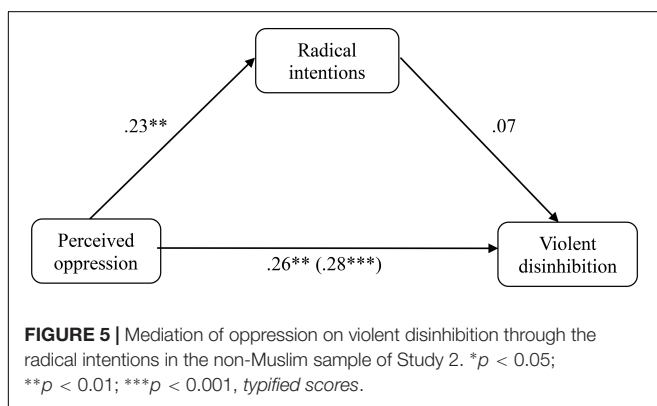 Radical
intentions
.23**
.07
Perceived
oppression
.26** (.28***)
Violent
disinhibition
FIGURE 5 | Mediation of oppression on violent disinhibition through the
radical intentions in the non-Muslim sample of Study 2. *p < 0.05;
**p < 0.01; ***p < 0.001, typified scores.